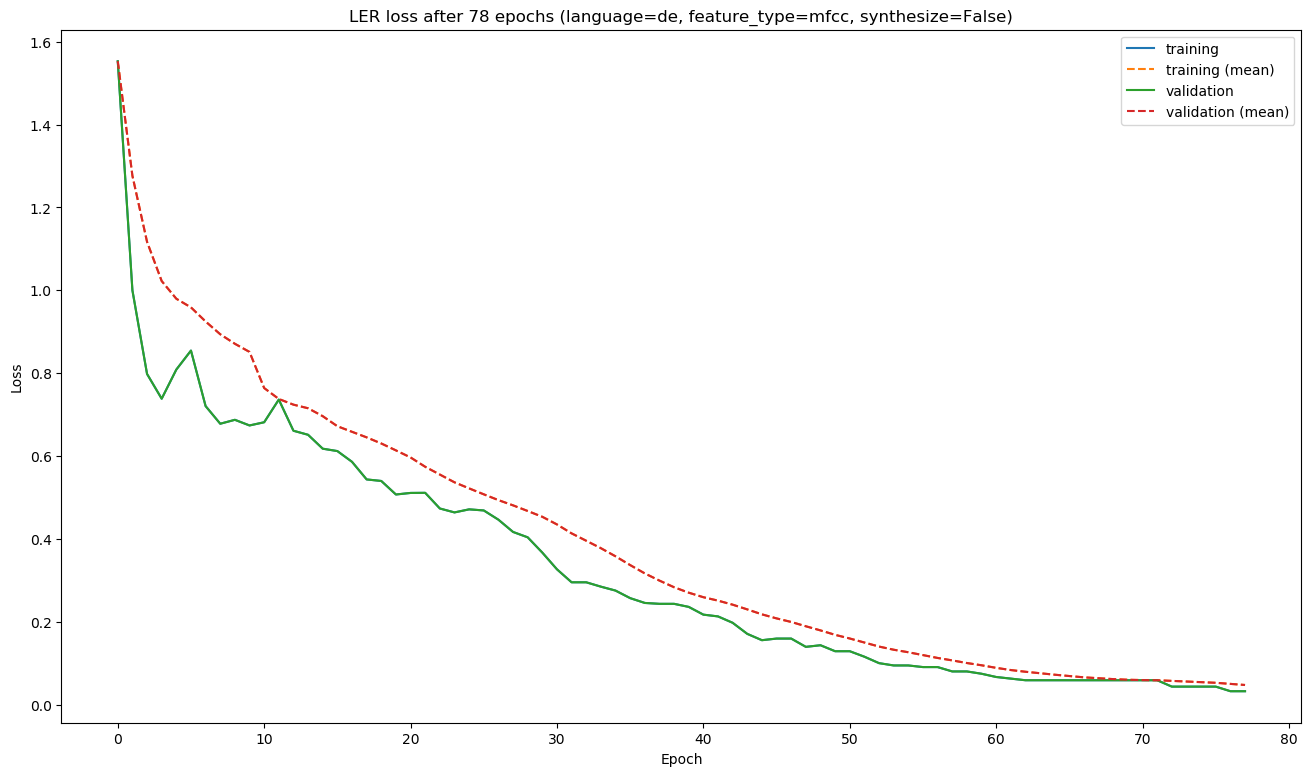 LER loss after 78 epochs (language=de, feature_type=mfcc, synthesize=False)
training
training (mean)
validation
validation (mean)
1.6
1.4
1.2
1.0
0.8
0.6
0.4
0.2
0.0
Loss
0 10 20 30 40 50 60 70 80
Epoch